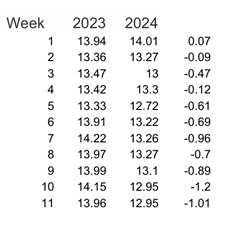 Week 2023 2024
1 13.94 14.01 0.07
2 13.36 13.27 -0.09
3 13.47 13 -0.47
4 13.42 13.3 -0.12
5 13.33 12.72 -0.61
6 13.91 13.22 -0.69
7 14.22 13.26 -0.96
8 13.97 13.27 -0.7
9 13.99 13.1 -0.89
10 14.15 12.95 -1.2
11 13.96 12.95 -1.01